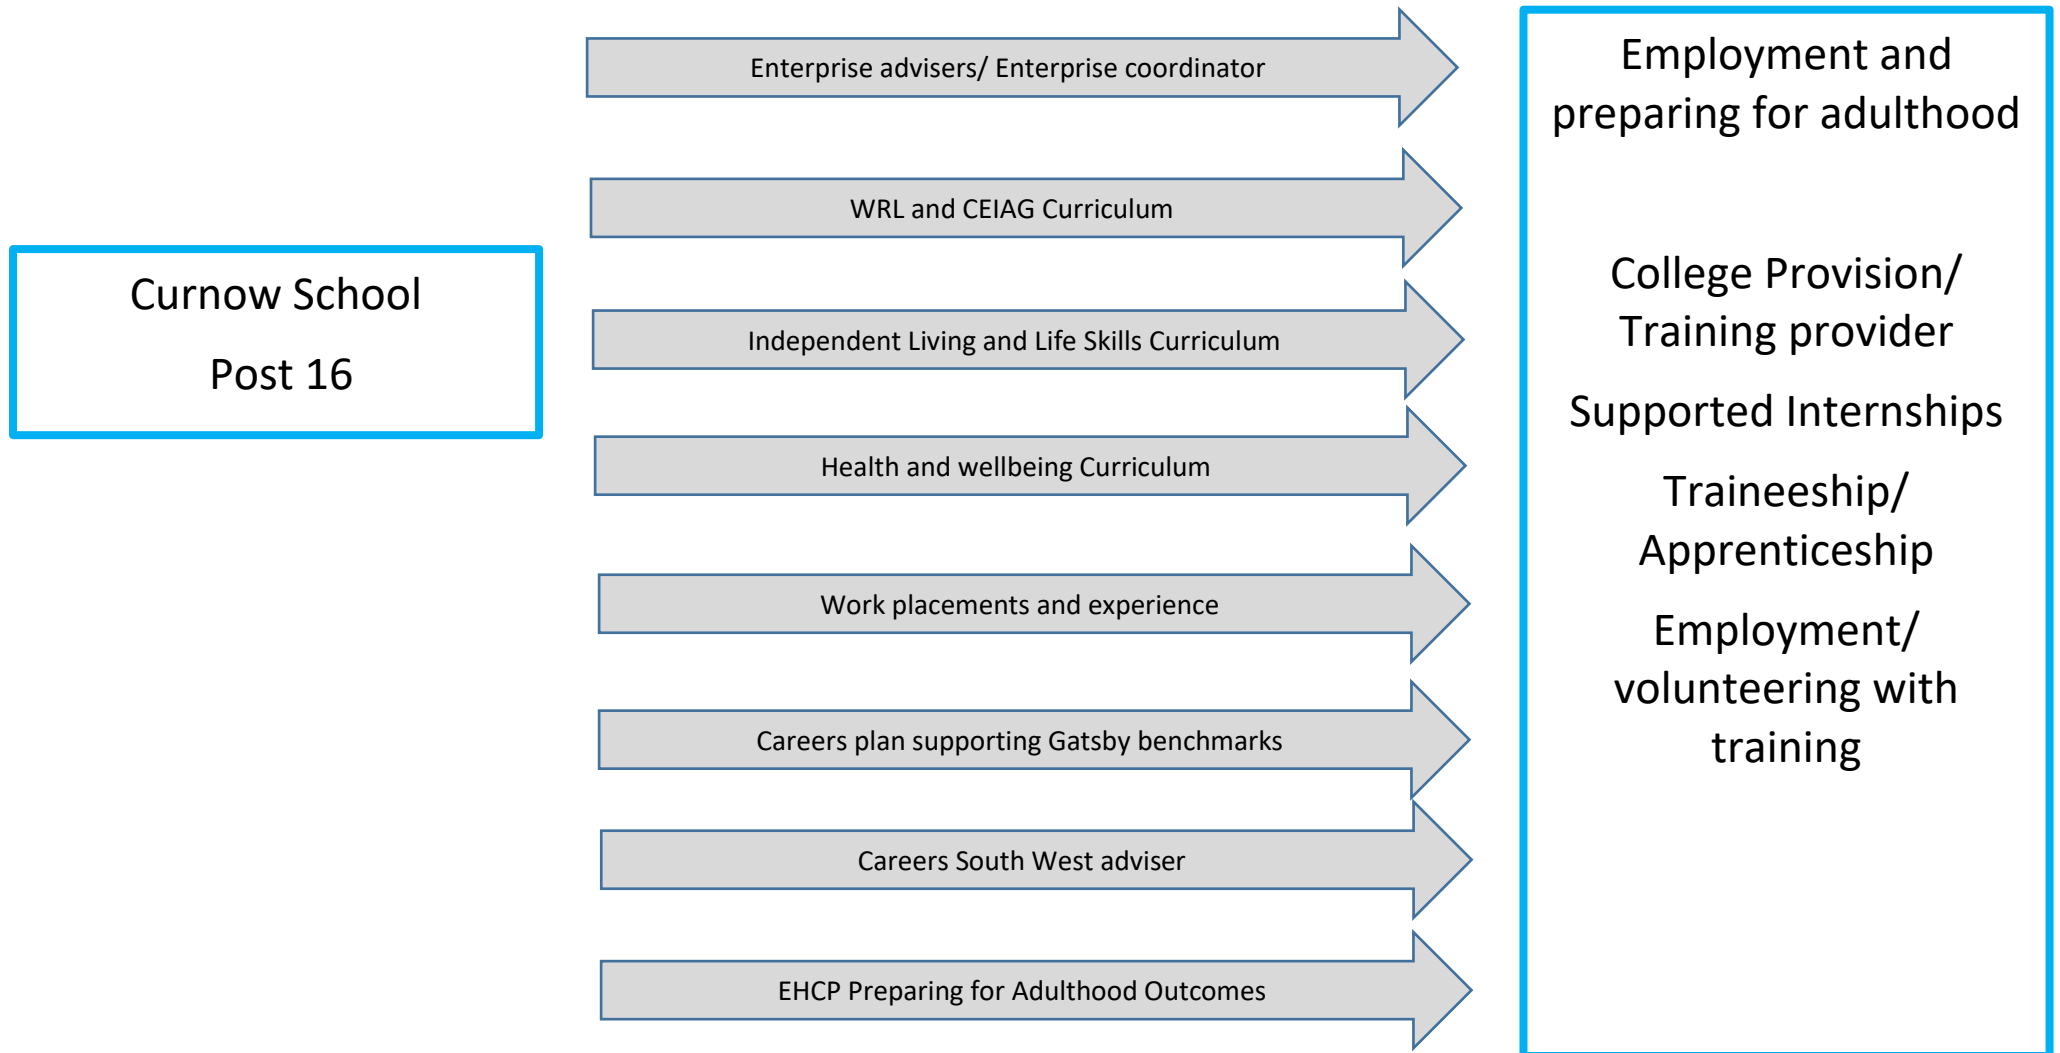 Curnow School
Post 16
Enterprise advisers/ Enterprise coordinator
WRL and CEIAG Curriculum
Independent Living and Life Skills Curriculum
Health and wellbeing Curriculum
Work placements and experience
Careers plan supporting Gatsby benchmarks
Careers South West adviser
EHCP Preparing for Adulthood Outcomes
Employment and
preparing for adulthood
College Provision/
Training provider
Supported Internships
Traineeship/
Apprenticeship
Employment/
volunteering with
training